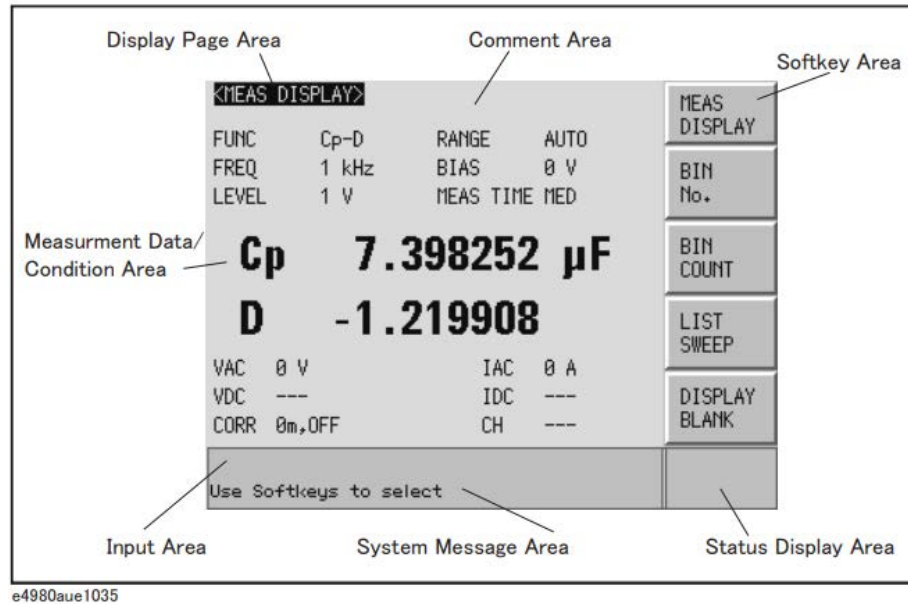 Display Page Area
Comment Area
Softkey Area
<MEAS DISPLAY>
FUNC Cp-D RANGE AUTO
FREQ 1 kHz BIAS 0 V
LEVEL 1 V MEAS TIME MED
Measurment Data/
Condition Area
Cp 7.398252 µF
D -1.219908
VAC 0 V IAC 0 A
VDC --- IDC ---
CORR 0m,OFF CH ---
MEAS
DISPLAY
BIN
No.
BIN
COUNT
LIST
SWEEP
DISPLAY
BLANK
Use Softkeys to select
Input Area
System Message Area
Status Display Area
e4980aue1035